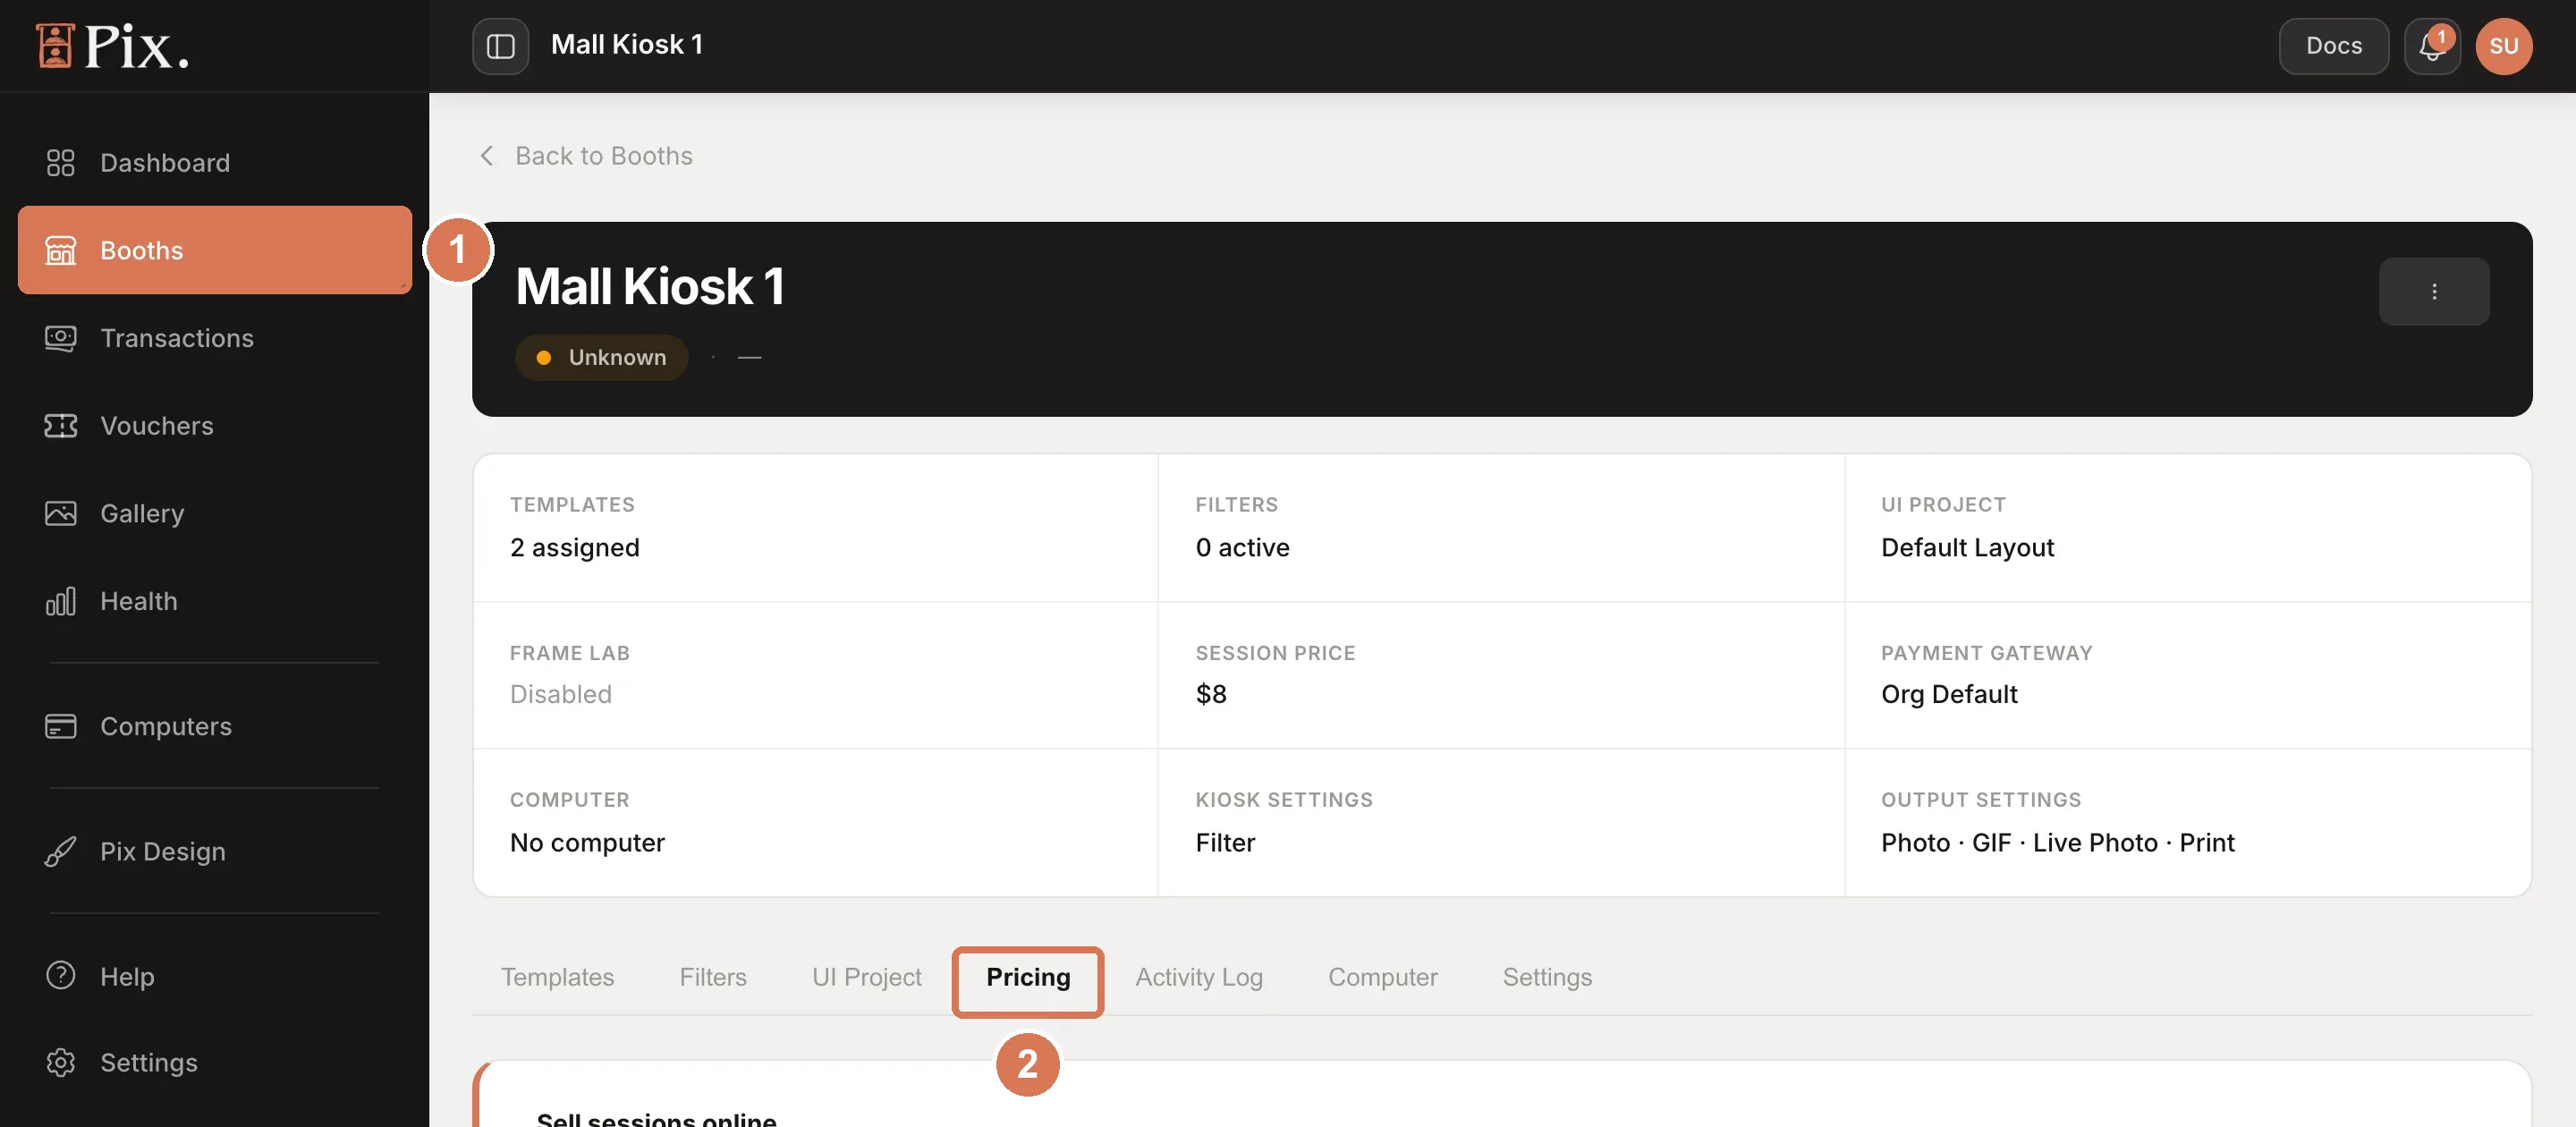 Pix.
Mall Kiosk 1
Docs
1
SU
Dashboard
Booths
Transactions
Vouchers
Gallery
Health
Computers
Pix Design
Help
Settings
Back to Booths
1
Mall Kiosk 1
Unknown · —
TEMPLATES
2 assigned
FILTERS
0 active
UI PROJECT
Default Layout
FRAME LAB
Disabled
SESSION PRICE
$8
PAYMENT GATEWAY
Org Default
COMPUTER
No computer
KIOSK SETTINGS
Filter
OUTPUT SETTINGS
Photo · GIF · Live Photo · Print
Templates
Filters
UI Project
Pricing
Activity Log
Computer
Settings
2
Sell sessions online